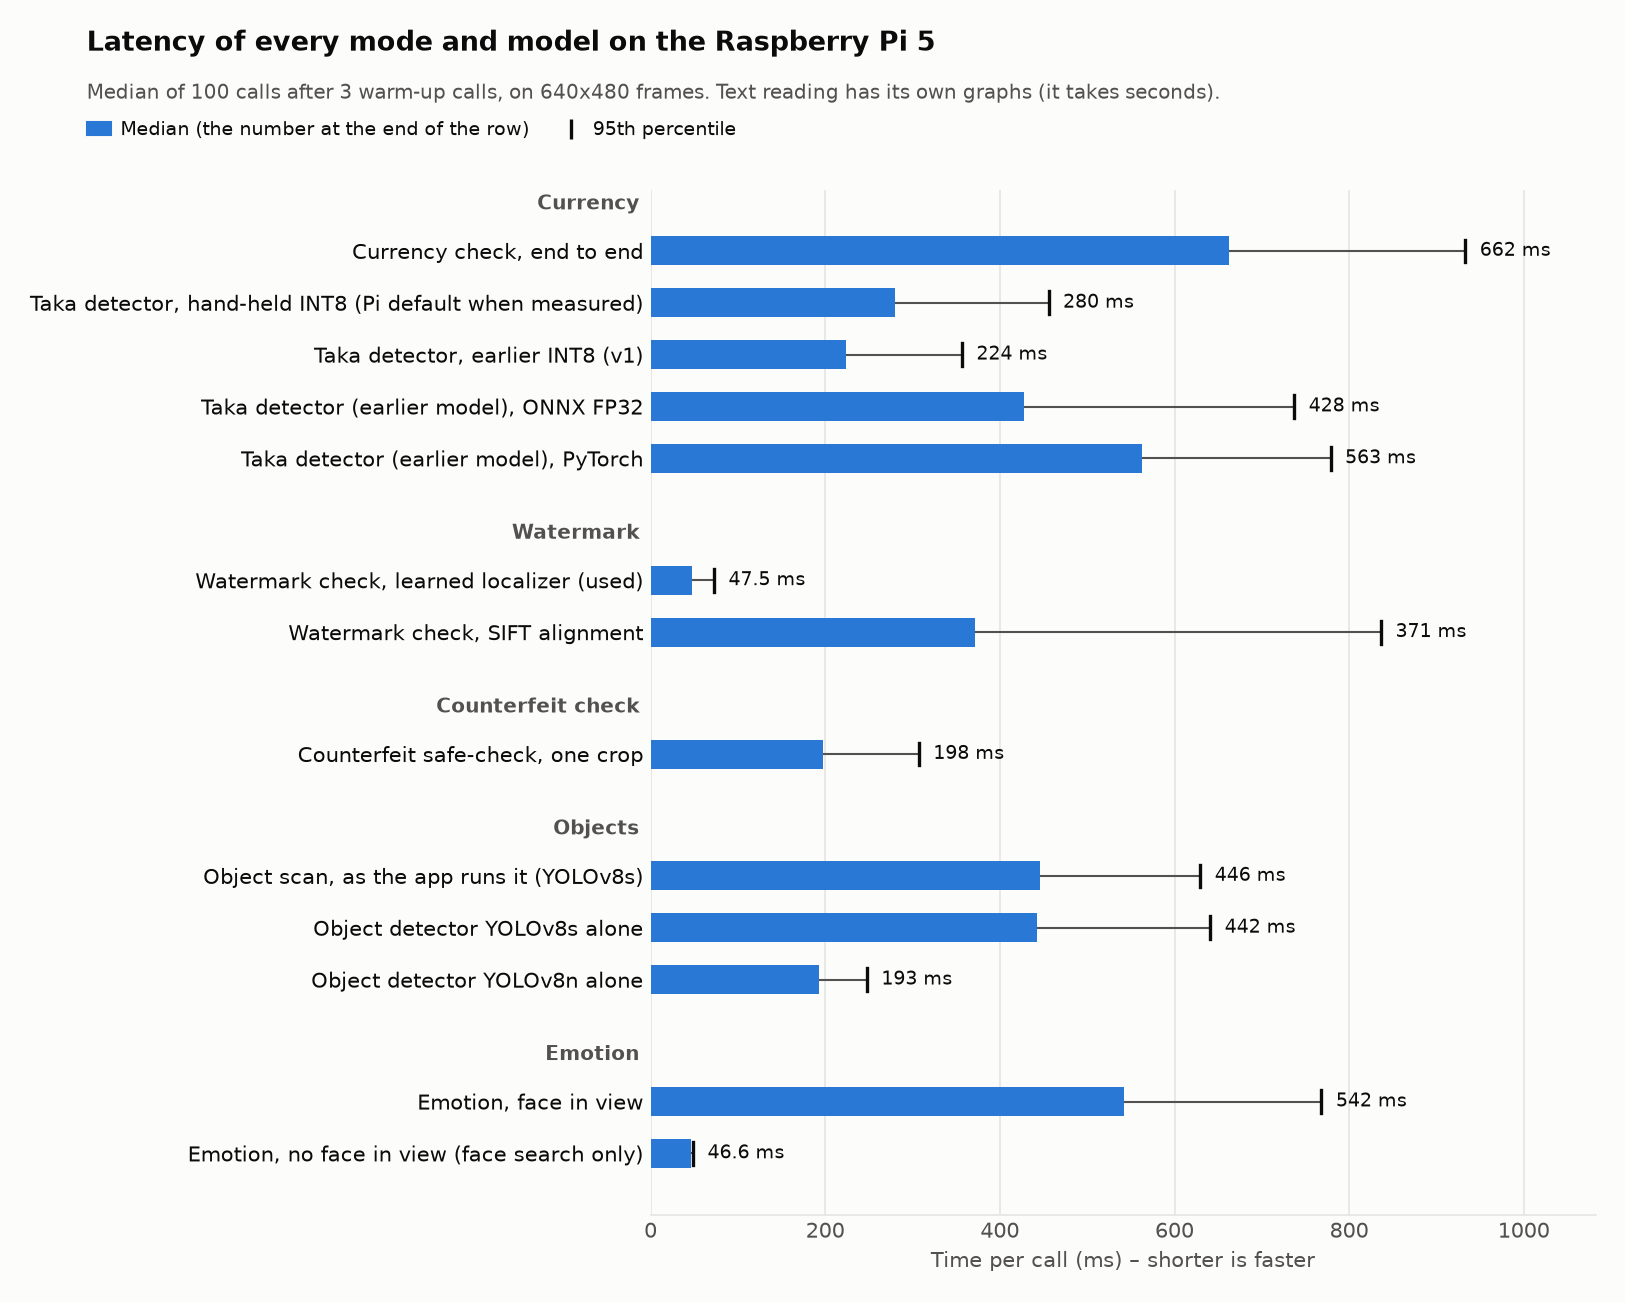 Latency of every mode and model on the Raspberry Pi 5
Median of 100 calls after 3 warm-up calls, on 640x480 frames. Text reading has its own graphs (it takes seconds).
Median (the number at the end of the row) 95th percentile
Currency
Currency check, end to end 662 ms
Taka detector, hand-held INT8 (Pi default when measured) 280 ms
Taka detector, earlier INT8 (v1) 224 ms
Taka detector (earlier model), ONNX FP32 428 ms
Taka detector (earlier model), PyTorch 563 ms
Watermark
Watermark check, learned localizer (used) 47.5 ms
Watermark check, SIFT alignment 371 ms
Counterfeit check
Counterfeit safe-check, one crop 198 ms
Objects
Object scan, as the app runs it (YOLOv8s) 446 ms
Object detector YOLOv8s alone 442 ms
Object detector YOLOv8n alone 193 ms
Emotion
Emotion, face in view 542 ms
Emotion, no face in view (face search only) 46.6 ms
0 200 400 600 800 1000
Time per call (ms) – shorter is faster